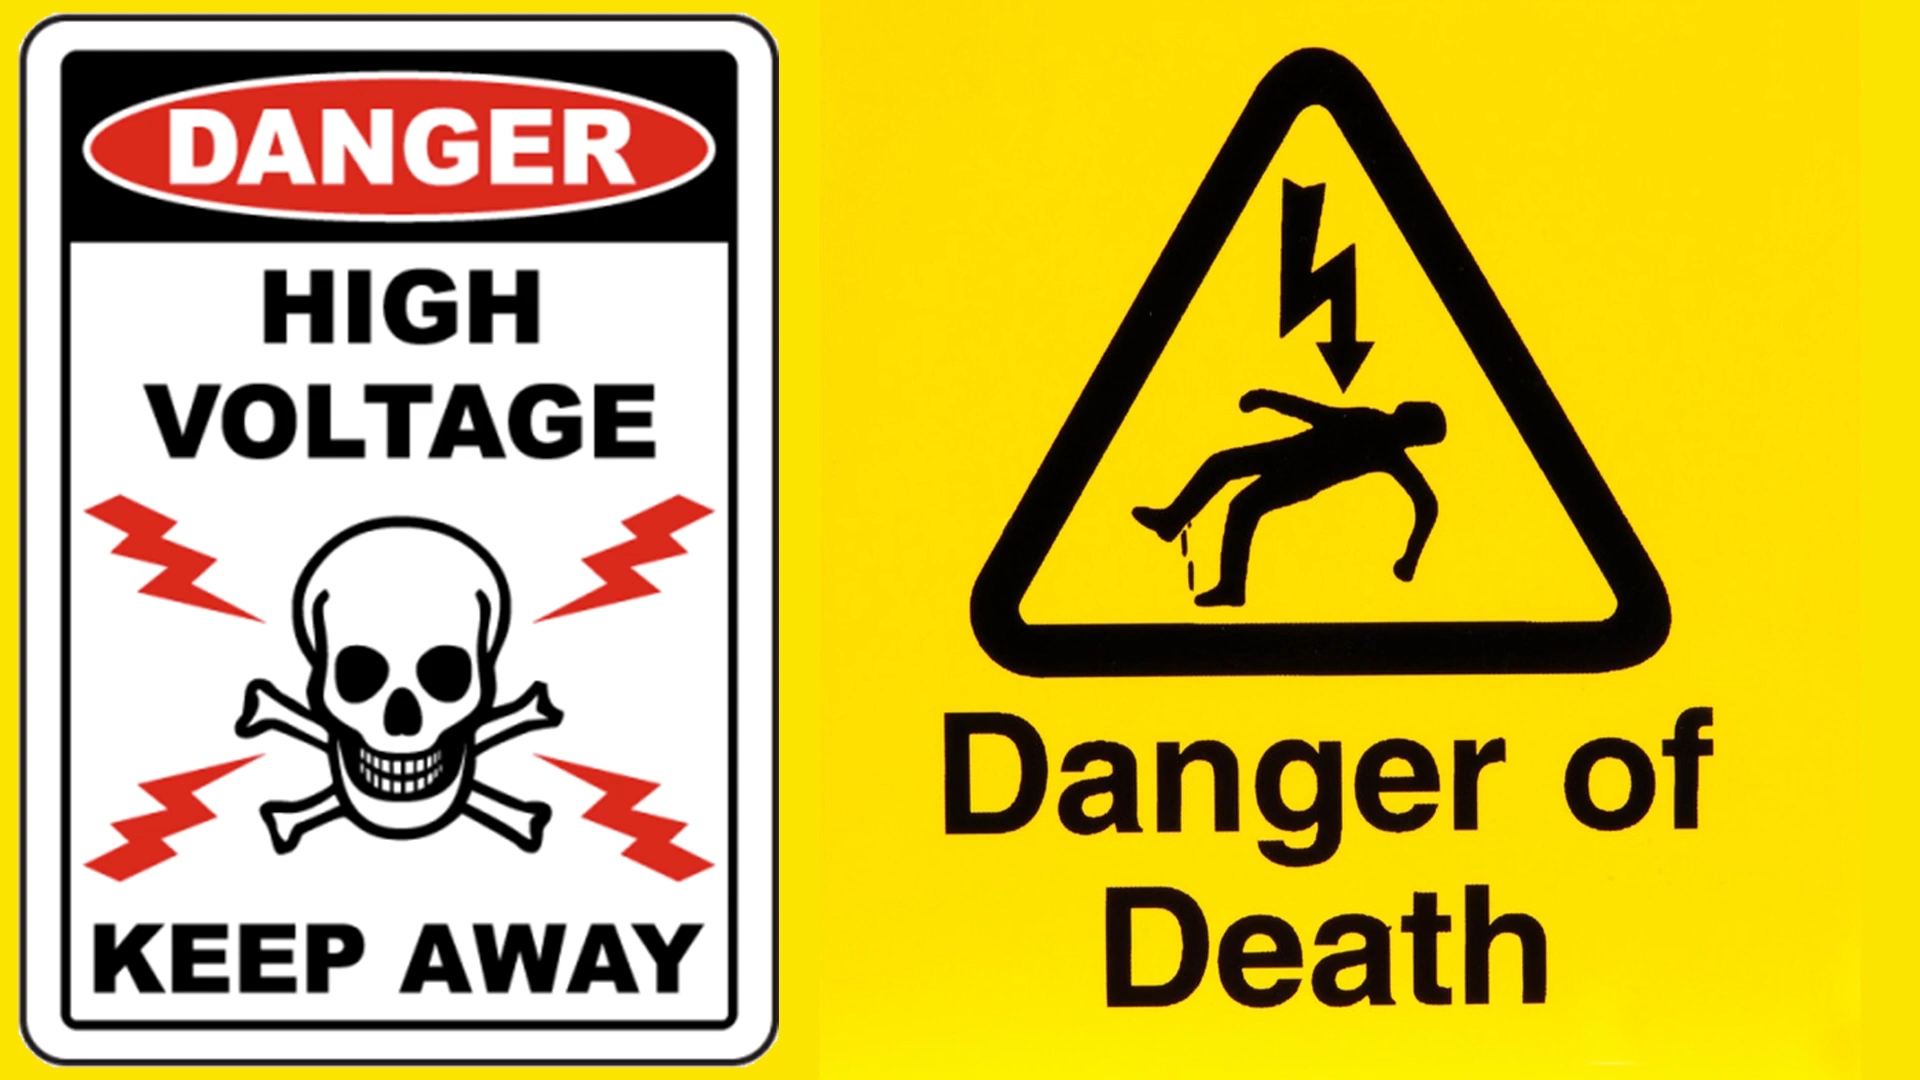 DANGER
HIGH
VOLTAGE
KEEP AWAY
Danger of
Death